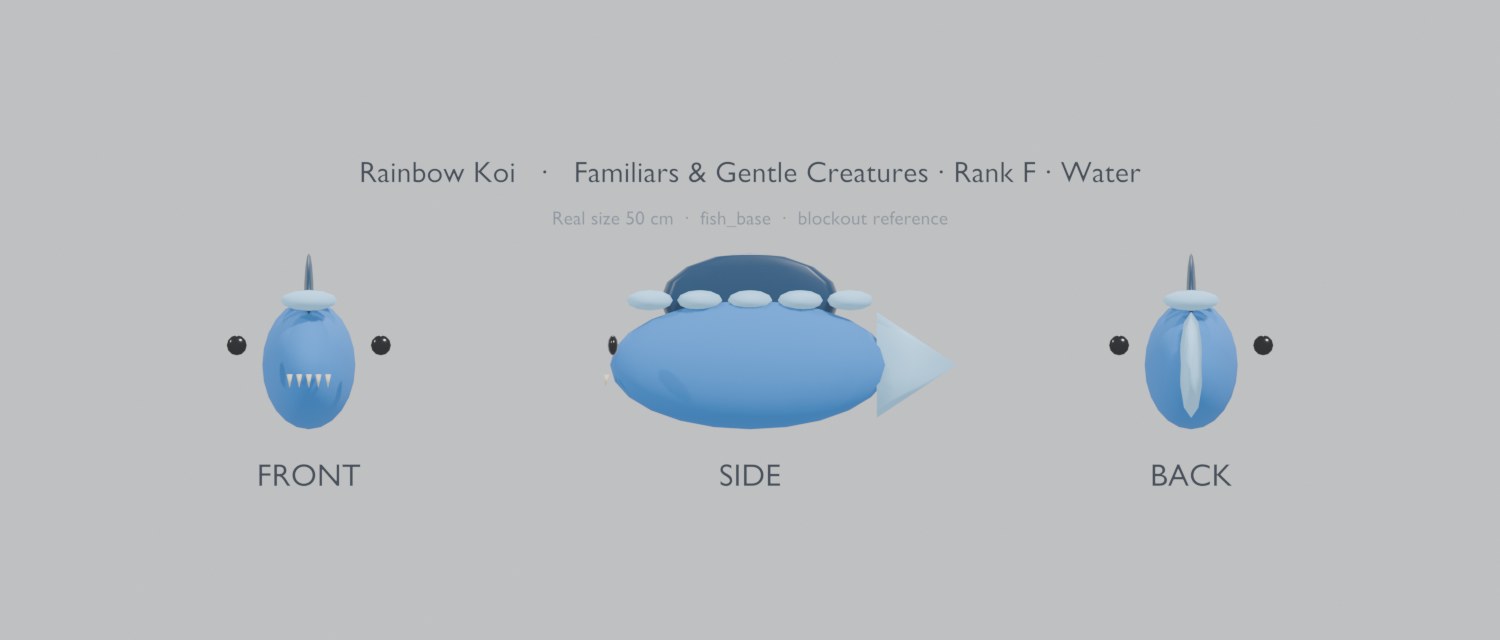 Rainbow Koi · Familiars & Gentle Creatures · Rank F · Water
Real size 50 cm · fish_base · blockout reference
FRONT
SIDE
BACK